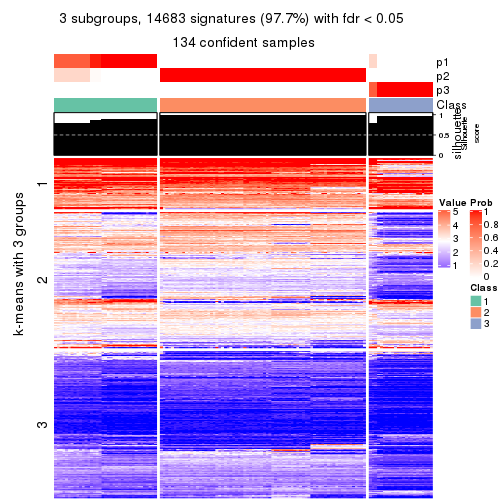 3 subgroups, 14683 signatures (97.7%) with fdr < 0.05
134 confident samples
p1
p2
p3
Class
1
0.5
0
silhouette
Silhouette
score
k-means with 3 groups
1
2
3
Value
5
4
3
2
1
Prob
1
0.8
0.6
0.4
0.2
0
Class
1
2
3